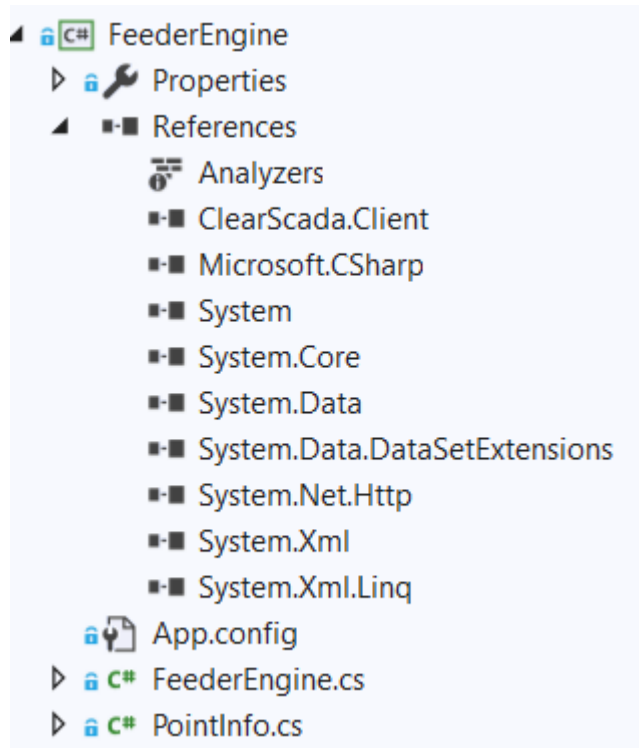 C# FeederEngine
Properties
References
Analyzers
ClearScada.Client
Microsoft.CSharp
System
System.Core
System.Data
System.Data.DataSetExtensions
System.Net.Http
System.Xml
System.Xml.Linq
App.config
C# FeederEngine.cs
C# PointInfo.cs